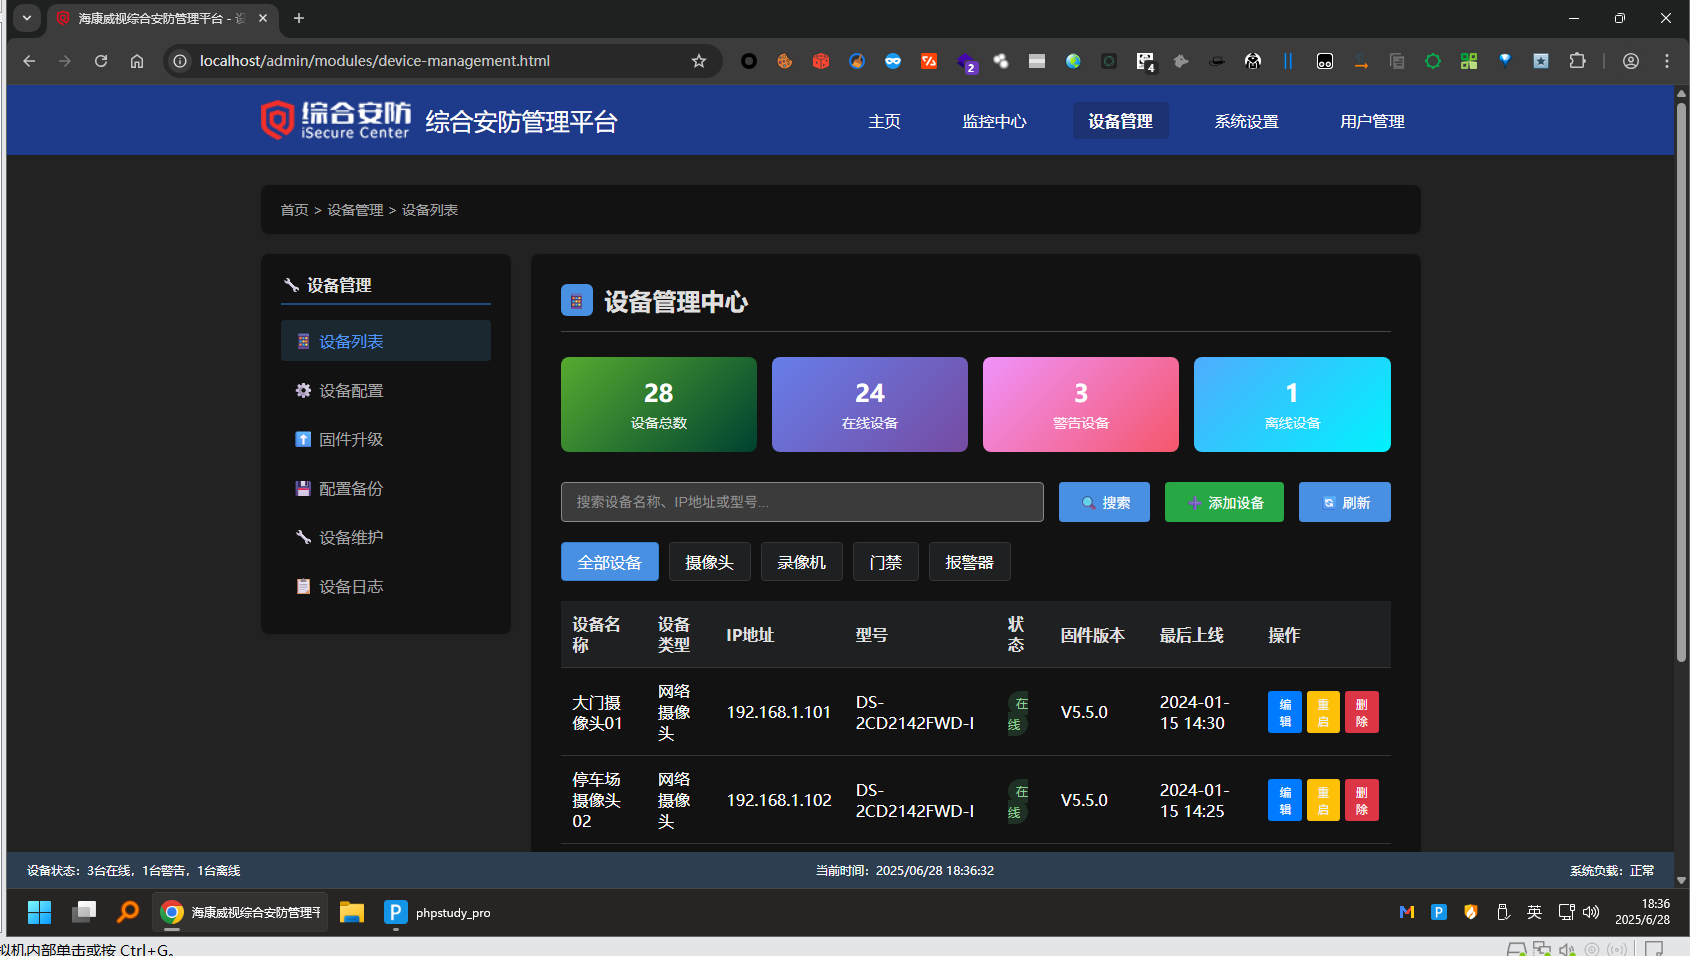 海康威视综合安防管理平台 - 设
localhost/admin/modules/device-management.html
2
4
综合安防
iSecure Center
综合安防管理平台
主页
监控中心
设备管理
系统设置
用户管理
首页 > 设备管理 > 设备列表
设备管理
设备列表
设备配置
固件升级
配置备份
设备维护
设备日志
设备管理中心
28
设备总数
24
在线设备
3
警告设备
1
离线设备
搜索设备名称、IP地址或型号...
搜索
添加设备
刷新
全部设备
摄像头
录像机
门禁
报警器
设备名
称
设备
类型
IP地址
型号
状
态
固件版本
最后上线
操作
大门摄
像头01
网络
摄像
头
192.168.1.101
DS-
2CD2142FWD-I
在
线
V5.5.0
2024-01-
15 14:30
编
辑
重
启
删
除
停车场
摄像头
02
网络
摄像
头
192.168.1.102
DS-
2CD2142FWD-I
在
线
V5.5.0
2024-01-
15 14:25
编
辑
重
启
删
除
设备状态：3台在线，1台警告，1台离线
当前时间：2025/06/28 18:36:32
系统负载：正常
海康威视综合安防管理平
phpstudy_pro
英
18:36
2025/6/28
拟机内部单击或按 Ctrl+G。